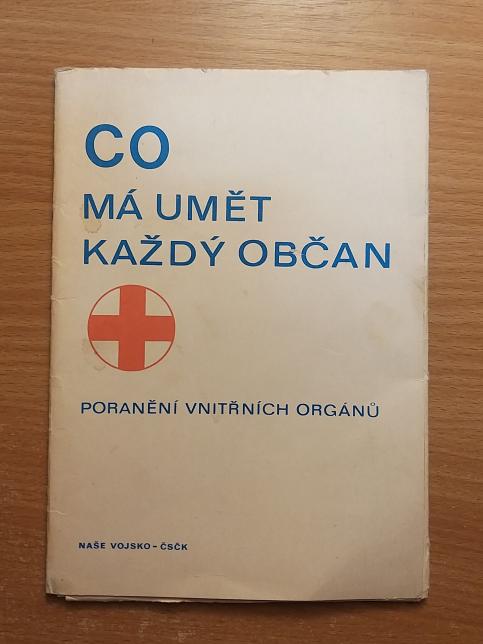 CO
MÁ UMĚT
KAŽDÝ OBČAN
PORANĚNÍ VNITŘNÍCH ORGÁNŮ
NAŠE VOJSKO – ČSČK